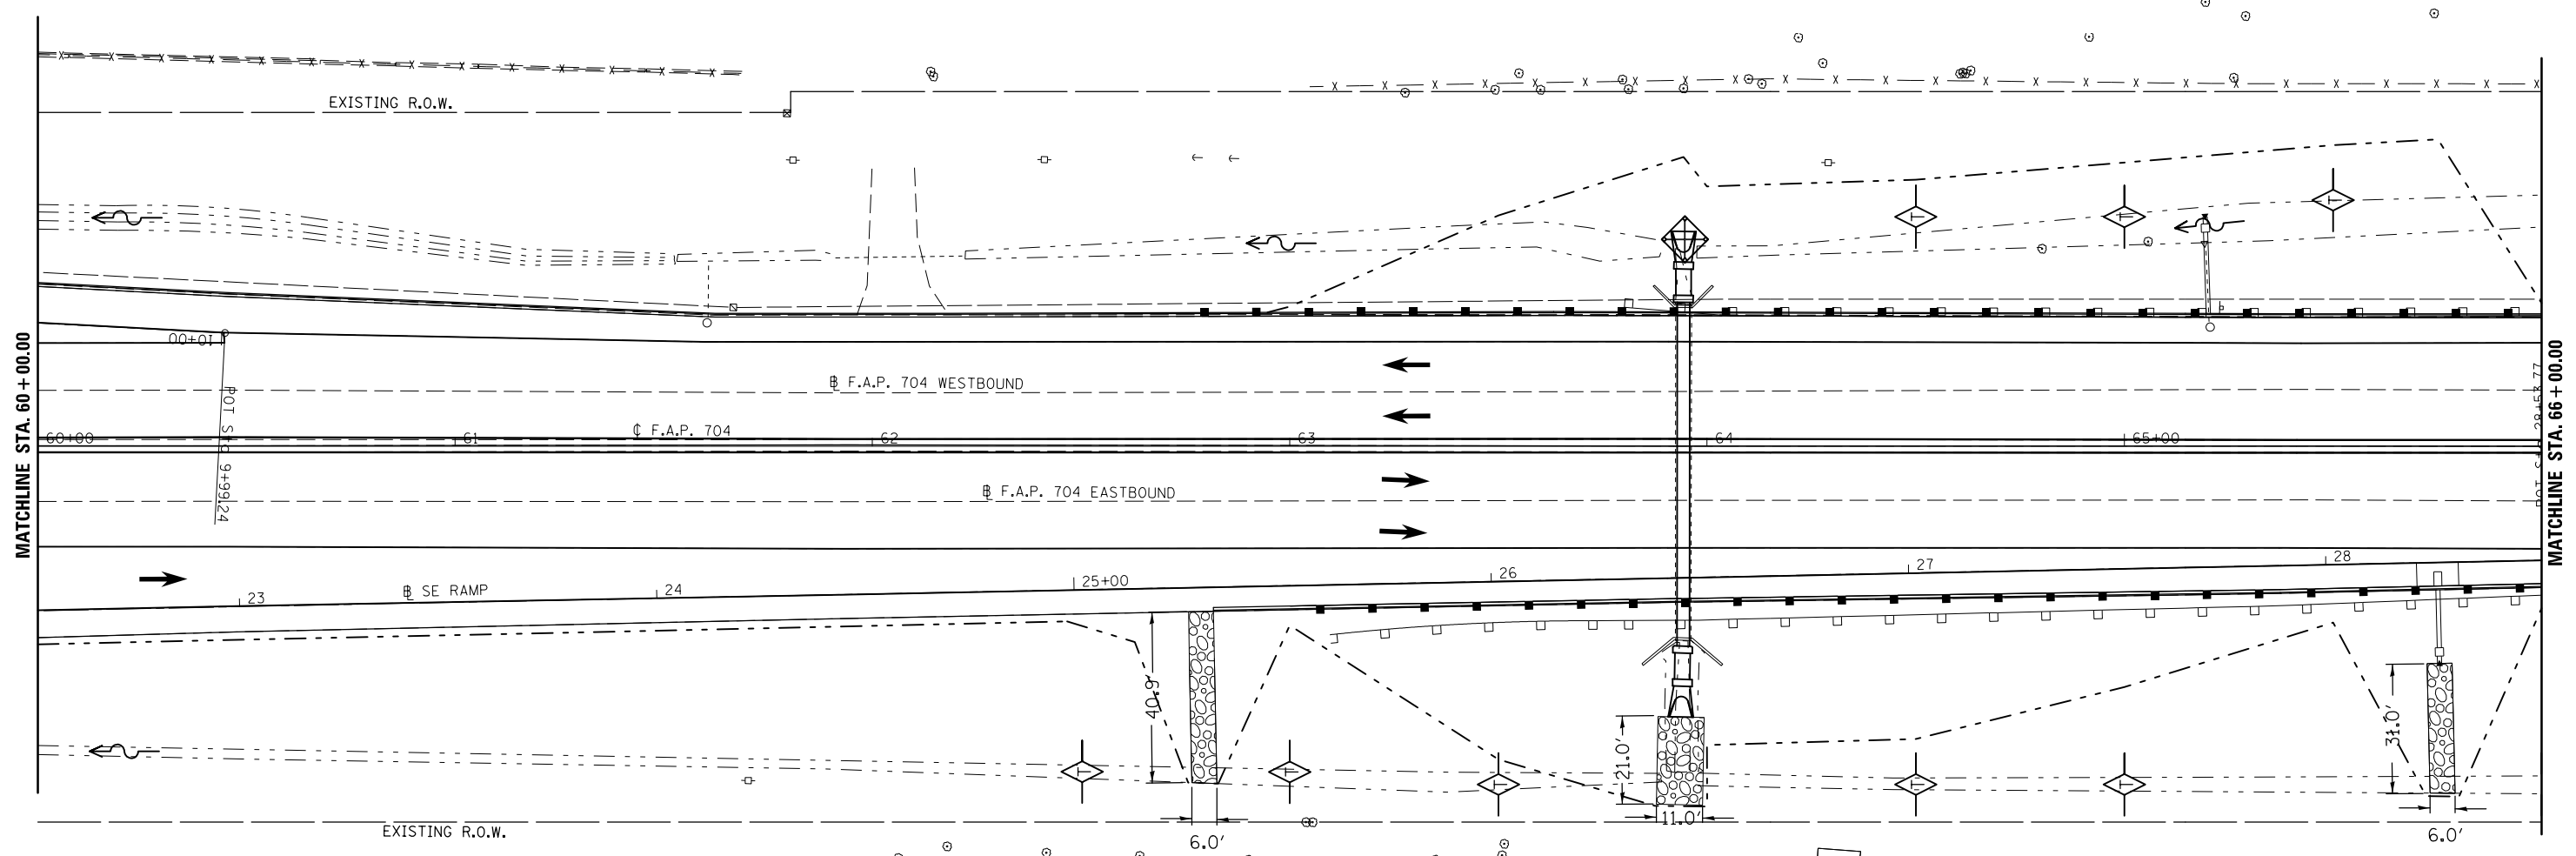 EXISTING R.O.W.
MATCHLINE STA. 60 + 00.00
10+00
POT Sta 9+99.24
℄ F.A.P. 704
B F.A.P. 704 WESTBOUND
60+00 61 62 63 64 65+00
B F.A.P. 704 EASTBOUND
B SE RAMP
23 24 25+00 26 27 28
MATCHLINE STA. 66 + 00.00
40.9'
21.0'
31.0'
6.0'
11.0'
6.0'
EXISTING R.O.W.